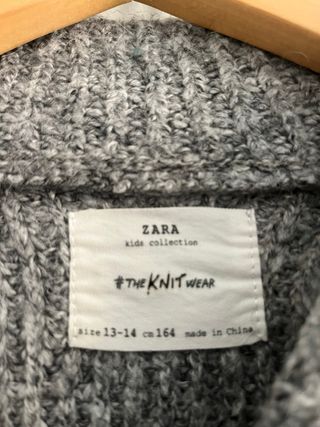 ZARA
kids collection
#THEKNITWEAR
size 13-14 cm 164 made in China